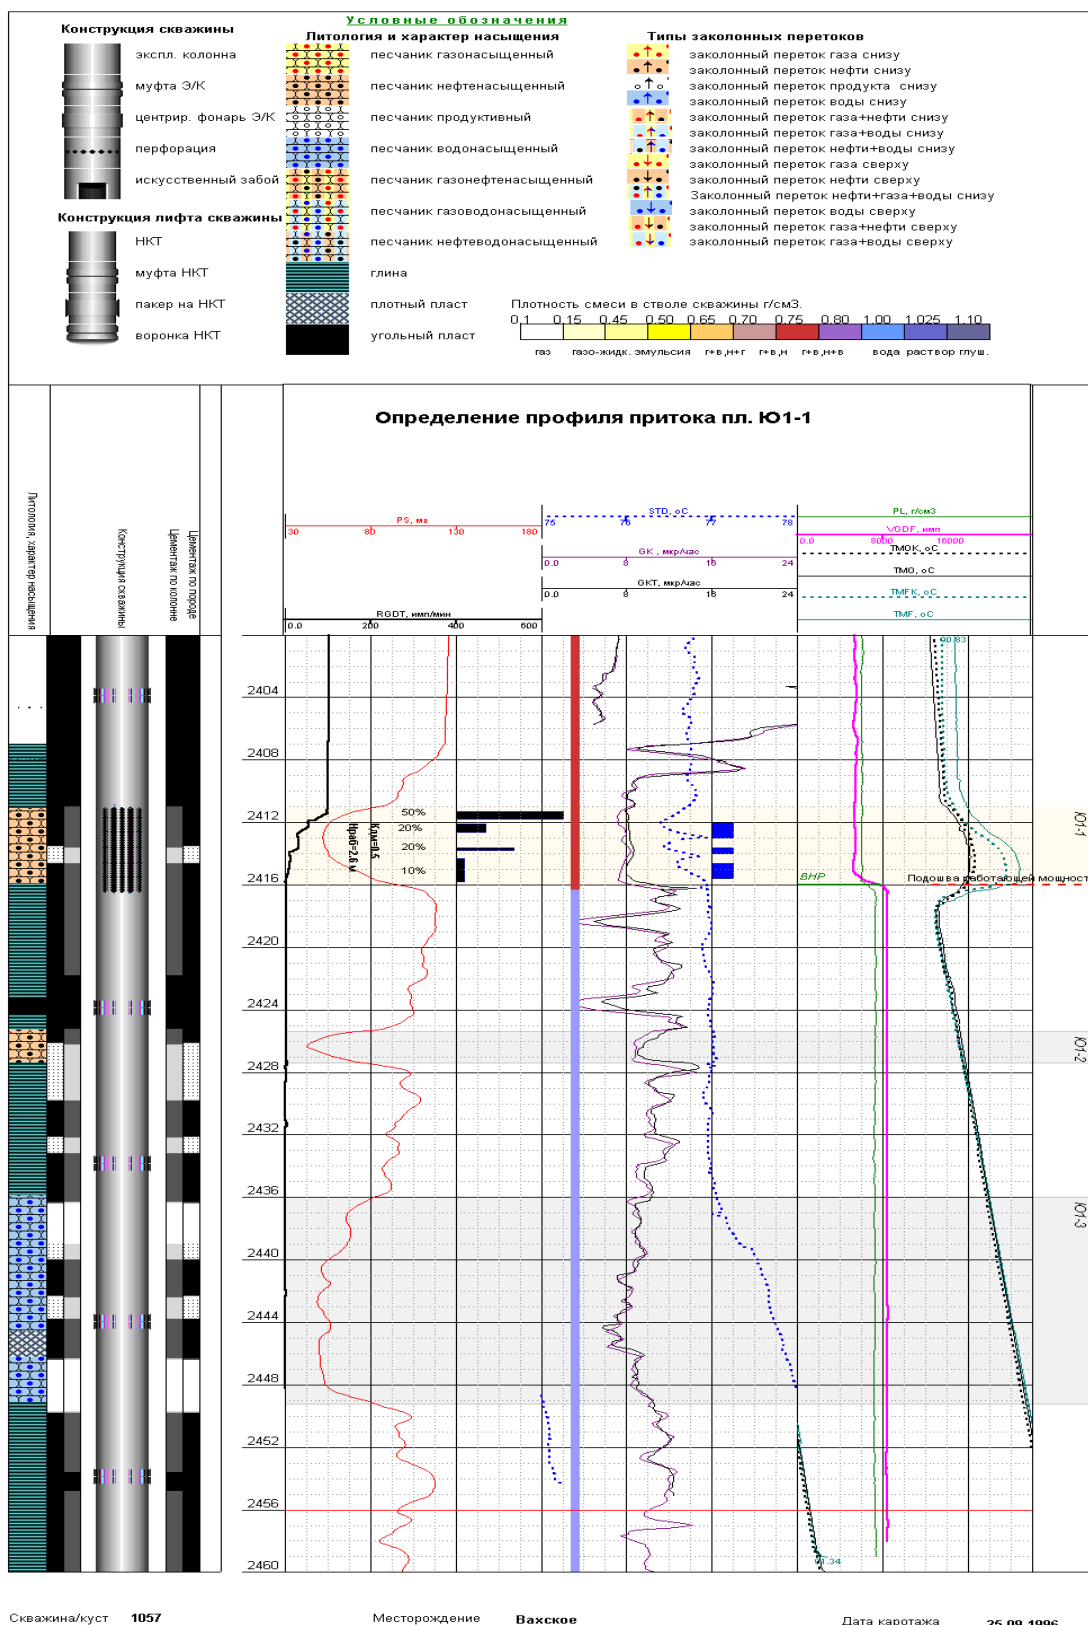 Условные обозначения
Конструкция скважины
экспл. колонна
муфта Э/К
центрир. фонарь Э/К
перфорация
искусственный забой
Конструкция лифта скважины
НКТ
муфта НКТ
пакер на НКТ
воронка НКТ
Литология и характер насыщения
песчаник газонасыщенный
песчаник нефтенасыщенный
песчаник продуктивный
песчаник водонасыщенный
песчаник газонефтенасыщенный
песчаник газоводонасыщенный
песчаник нефтеводонасыщенный
глина
плотный пласт
угольный пласт
Типы заколонных перетоков
заколонный переток газа снизу
заколонный переток нефти снизу
заколонный переток продукта снизу
заколонный переток воды снизу
заколонный переток газа+нефти снизу
заколонный переток газа+воды снизу
заколонный переток нефти+воды снизу
заколонный переток газа сверху
заколонный переток нефти сверху
Заколонный переток нефти+газа+воды снизу
заколонный переток воды сверху
заколонный переток газа+нефти сверху
заколонный переток газа+воды сверху
Плотность смеси в стволе скважины г/см3.
0.1 0.15 0.45 0.50 0.65 0.70 0.75 0.80 1.00 1.025 1.10
газ газо-жидк. эмульсия г+в,н+г г+в,н г+в,н+в вода раствор глуш.
Определение профиля притока пл. Ю1-1
Литология, характер насыщения
Конструкция скважины
Цементаж по колонне
Цементаж по породе
PS, мв
30 80 130 180
RGDT, имп/мин
0.0 200 400 600
STD, оС
75 76 77 78
GK , мкр/час
0.0 8 16 24
GKT, мкр/час
0.0 8 16 24
PL, г/см3
VGDF, имп
0.0 8000 16000
TMOK, оС
TMO, оС
TMFK, оС
TMF, оС
90.83
2404
2408
2412
2416
2420
2424
2428
2432
2436
2440
2444
2448
2452
2456
2460
50%
20%
20%
10%
Кдм=0.5
Нраб=2.6 м
ВНР
Подошва работающей мощност
Ю1-1
Ю1-2
Ю1-3
91.34
Скважина/куст 1057
Месторождение Вахское
Дата каротажа 25.09.1996